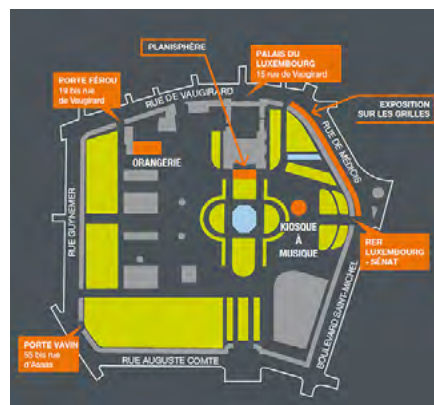 PLANISPHÈRE
PALAIS DU
LUXEMBOURG
15 rue de Vaugirard
PORTE FÉROU
19 bis rue
de Vaugirard
RUE DE VAUGIRARD
EXPOSITION
SUR LES GRILLES
RUE DE MÉDICIS
ORANGERIE
RUE GUYNEMER
KIOSQUE
À
MUSIQUE
RER
LUXEMBOURG
- SÉNAT
BOULEVARD SAINT-MICHEL
PORTE VAVIN
55 bis rue
d'Assas
RUE AUGUSTE COMTE